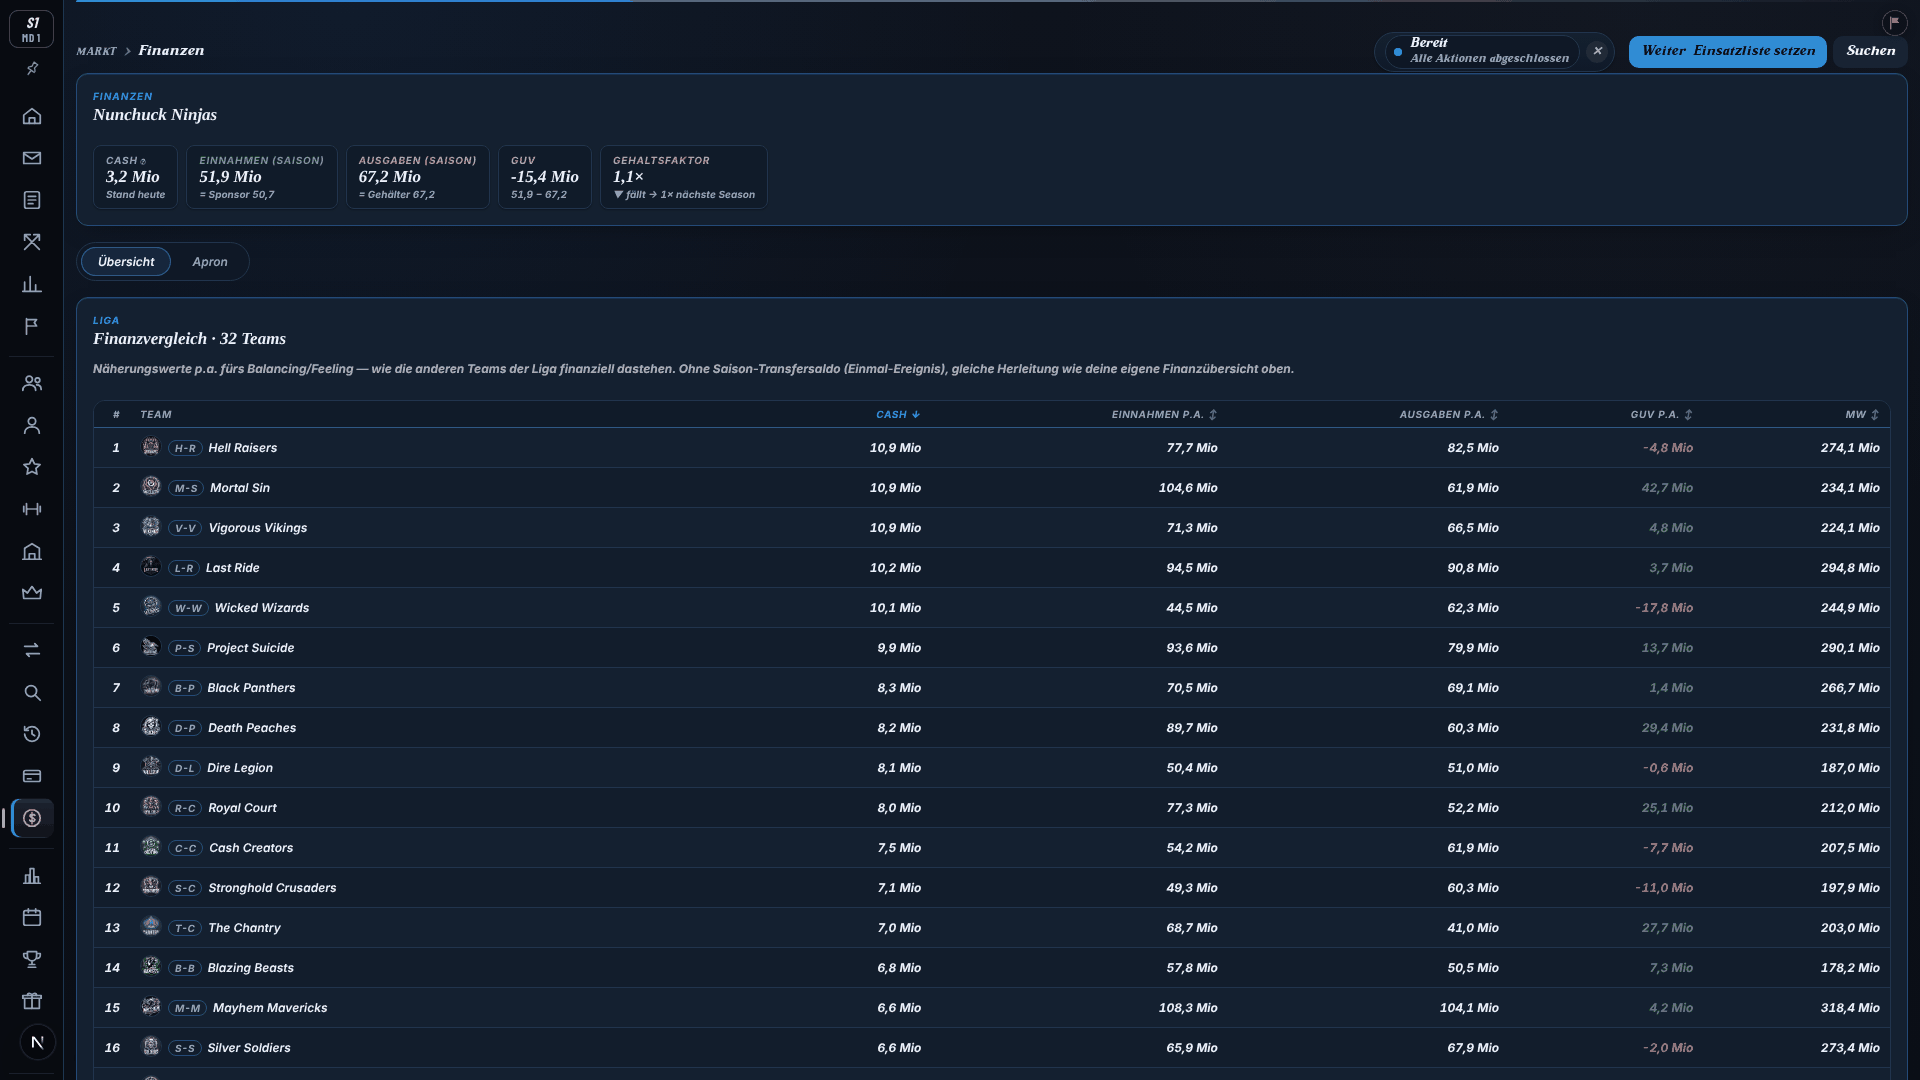 S1
MD1
MARKT > Finanzen
Bereit
Alle Aktionen abgeschlossen
Weiter Einsatzliste setzen
Suchen
FINANZEN
Nunchuck Ninjas
CASH
3,2 Mio
Stand heute
EINNAHMEN (SAISON)
51,9 Mio
= Sponsor 50,7
AUSGABEN (SAISON)
67,2 Mio
= Gehälter 67,2
GUV
-15,4 Mio
51,9 − 67,2
GEHALTSFAKTOR
1,1×
▼ fällt → 1× nächste Season
Übersicht Apron
LIGA
Finanzvergleich · 32 Teams
Näherungswerte p.a. fürs Balancing/Feeling — wie die anderen Teams der Liga finanziell dastehen. Ohne Saison-Transfersaldo (Einmal-Ereignis), gleiche Herleitung wie deine eigene Finanzübersicht oben.
# TEAM CASH ↓ EINNAHMEN P.A. ↕ AUSGABEN P.A. ↕ GUV P.A. ↕ MW ↕
1 H-R Hell Raisers 10,9 Mio 77,7 Mio 82,5 Mio -4,8 Mio 274,1 Mio
2 M-S Mortal Sin 10,9 Mio 104,6 Mio 61,9 Mio 42,7 Mio 234,1 Mio
3 V-V Vigorous Vikings 10,9 Mio 71,3 Mio 66,5 Mio 4,8 Mio 224,1 Mio
4 L-R Last Ride 10,2 Mio 94,5 Mio 90,8 Mio 3,7 Mio 294,8 Mio
5 W-W Wicked Wizards 10,1 Mio 44,5 Mio 62,3 Mio -17,8 Mio 244,9 Mio
6 P-S Project Suicide 9,9 Mio 93,6 Mio 79,9 Mio 13,7 Mio 290,1 Mio
7 B-P Black Panthers 8,3 Mio 70,5 Mio 69,1 Mio 1,4 Mio 266,7 Mio
8 D-P Death Peaches 8,2 Mio 89,7 Mio 60,3 Mio 29,4 Mio 231,8 Mio
9 D-L Dire Legion 8,1 Mio 50,4 Mio 51,0 Mio -0,6 Mio 187,0 Mio
10 R-C Royal Court 8,0 Mio 77,3 Mio 52,2 Mio 25,1 Mio 212,0 Mio
11 C-C Cash Creators 7,5 Mio 54,2 Mio 61,9 Mio -7,7 Mio 207,5 Mio
12 S-C Stronghold Crusaders 7,1 Mio 49,3 Mio 60,3 Mio -11,0 Mio 197,9 Mio
13 T-C The Chantry 7,0 Mio 68,7 Mio 41,0 Mio 27,7 Mio 203,0 Mio
14 B-B Blazing Beasts 6,8 Mio 57,8 Mio 50,5 Mio 7,3 Mio 178,2 Mio
15 M-M Mayhem Mavericks 6,6 Mio 108,3 Mio 104,1 Mio 4,2 Mio 318,4 Mio
16 S-S Silver Soldiers 6,6 Mio 65,9 Mio 67,9 Mio -2,0 Mio 273,4 Mio
N